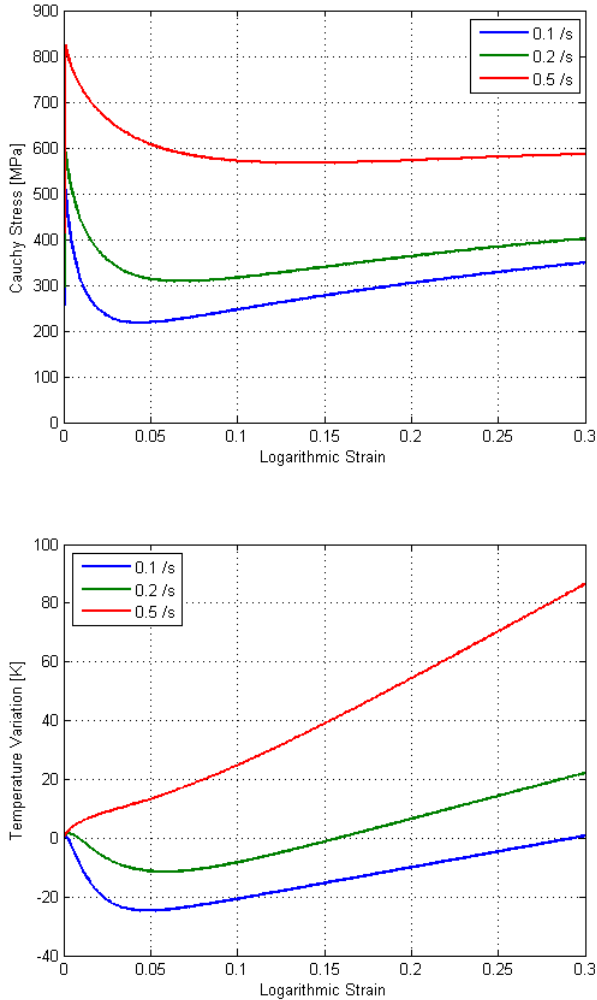 900
800
700
600
500
400
300
200
100
0
Cauchy Stress [MPa]
0.1 /s
0.2 /s
0.5 /s
0 0.05 0.1 0.15 0.2 0.25 0.3
Logarithmic Strain
100
80
60
40
20
0
-20
-40
Temperature Variation [K]
0.1 /s
0.2 /s
0.5 /s
0 0.05 0.1 0.15 0.2 0.25 0.3
Logarithmic Strain